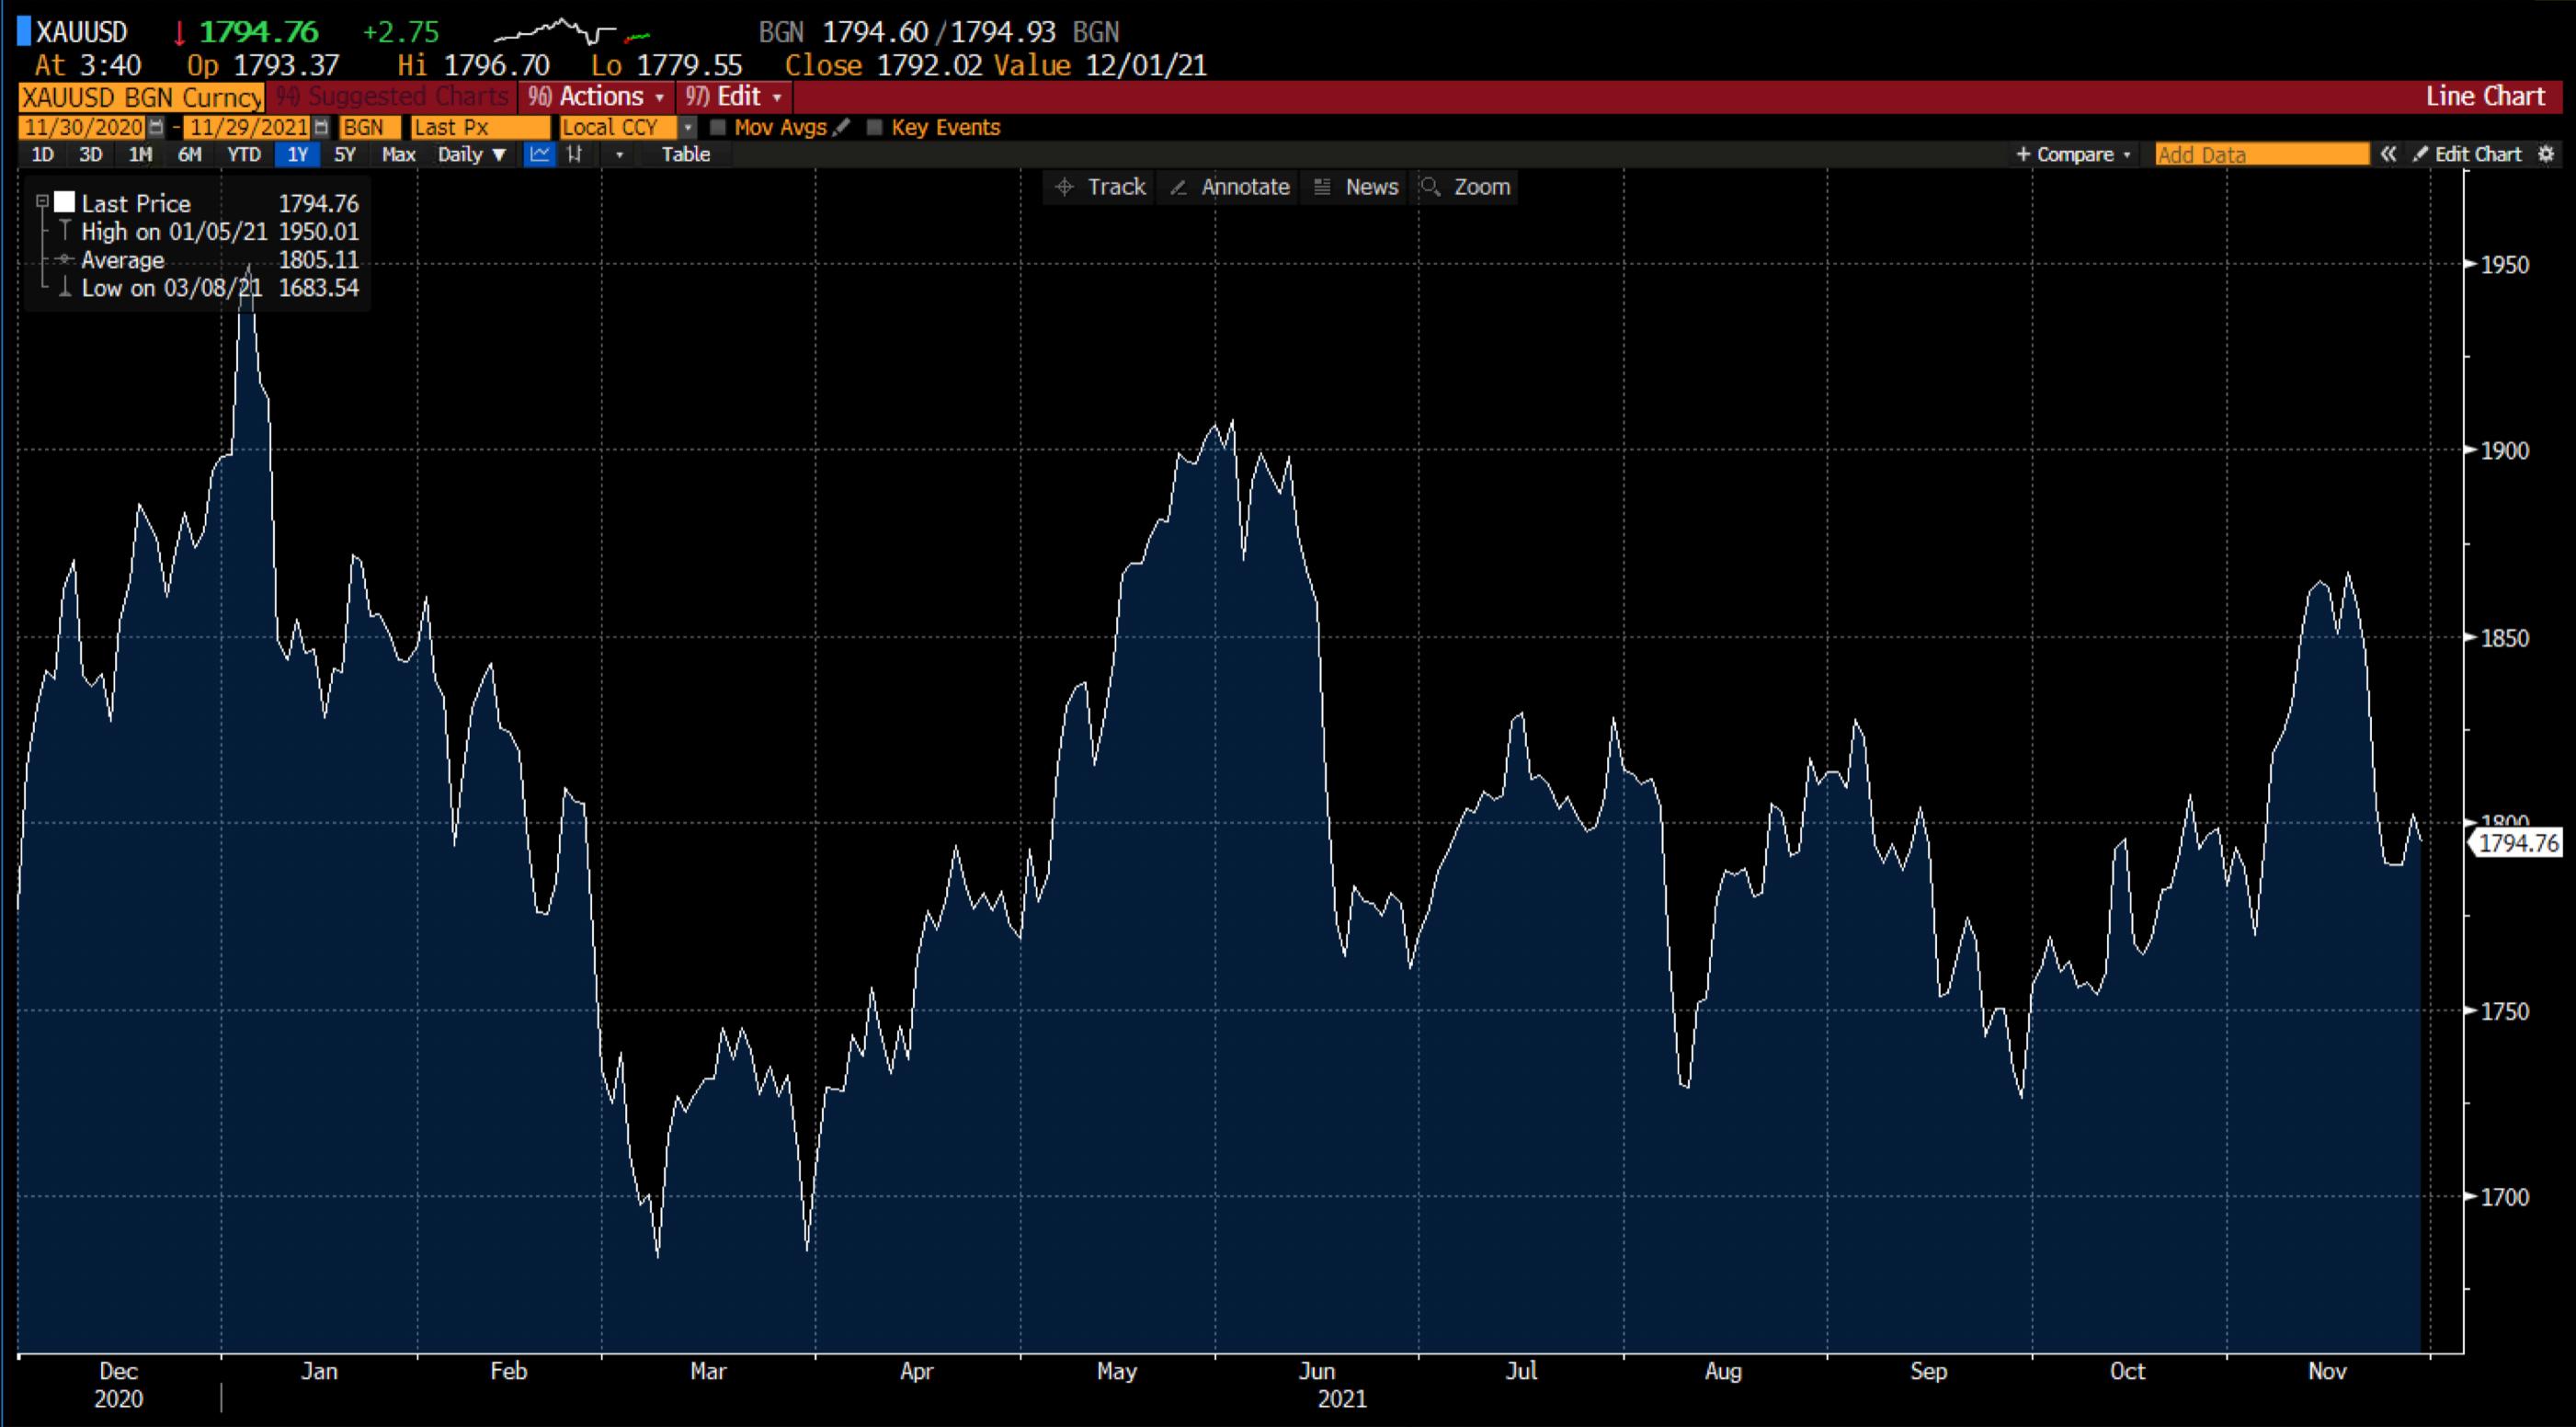 XAUUSD ↓ 1794.76 +2.75 BGN 1794.60/1794.93 BGN
At 3:40 Op 1793.37 Hi 1796.70 Lo 1779.55 Close 1792.02 Value 12/01/21
XAUUSD BGN Curncy 94) Suggested Charts 96) Actions 97) Edit Line Chart
11/30/2020 - 11/29/2021 BGN Last Px Local CCY Mov Avgs Key Events
1D 3D 1M 6M YTD 1Y 5Y Max Daily ▼ Table + Compare Add Data « Edit Chart
Track Annotate News Zoom
Last Price 1794.76
High on 01/05/21 1950.01
Average 1805.11
Low on 03/08/21 1683.54
1950
1900
1850
1800
1794.76
1750
1700
Dec Jan Feb Mar Apr May Jun Jul Aug Sep Oct Nov
2020 2021